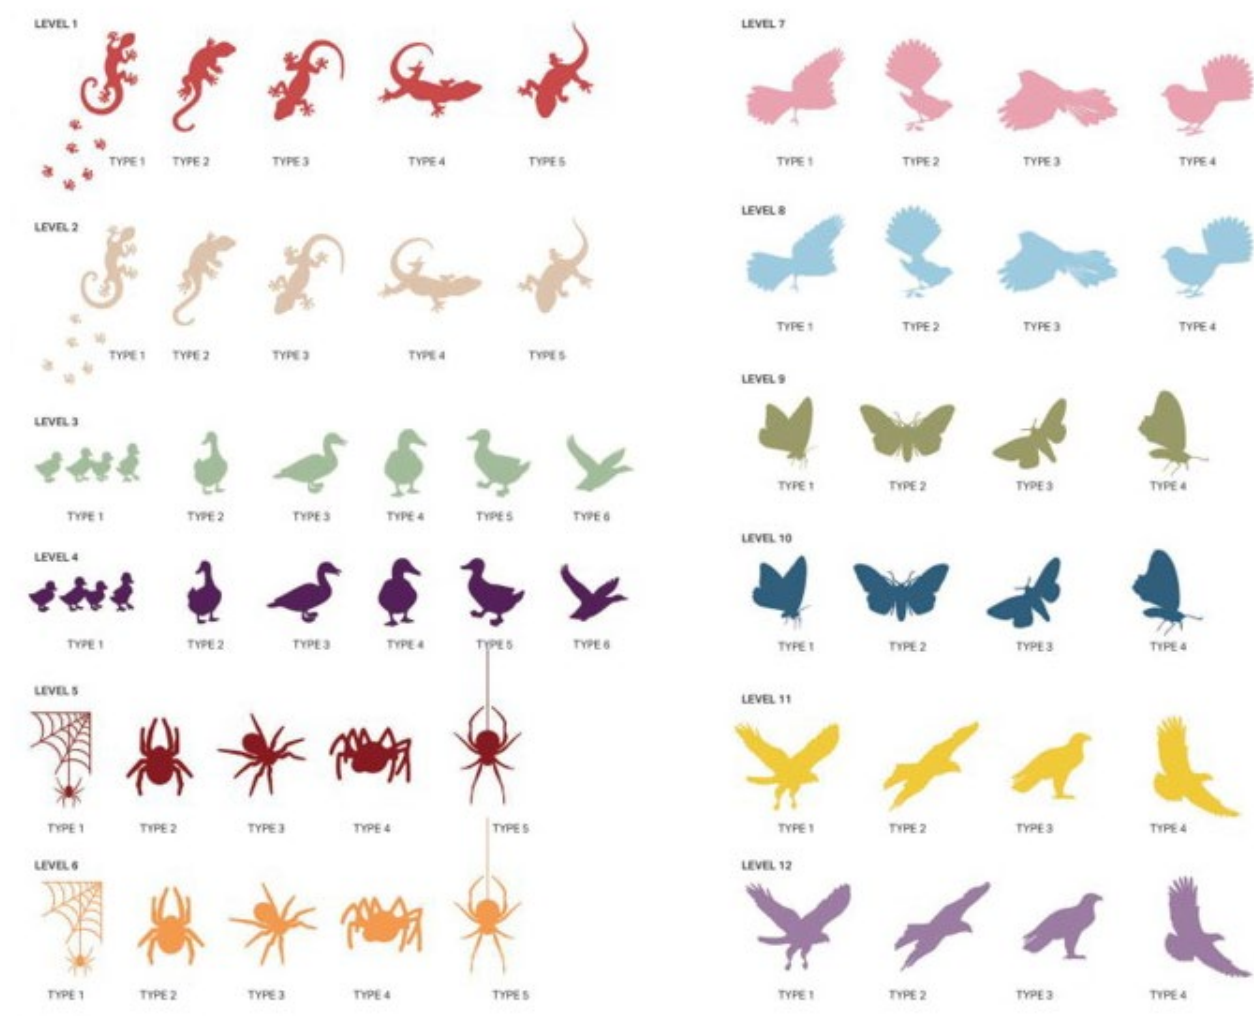 LEVEL 1
TYPE 1 TYPE 2 TYPE 3 TYPE 4 TYPE 5
LEVEL 2
TYPE 1 TYPE 2 TYPE 3 TYPE 4 TYPE 5
LEVEL 3
TYPE 1 TYPE 2 TYPE 3 TYPE 4 TYPE 5 TYPE 6
LEVEL 4
TYPE 1 TYPE 2 TYPE 3 TYPE 4 TYPE 5 TYPE 6
LEVEL 5
TYPE 1 TYPE 2 TYPE 3 TYPE 4 TYPE 5
LEVEL 6
TYPE 1 TYPE 2 TYPE 3 TYPE 4 TYPE 5
LEVEL 7
TYPE 1 TYPE 2 TYPE 3 TYPE 4
LEVEL 8
TYPE 1 TYPE 2 TYPE 3 TYPE 4
LEVEL 9
TYPE 1 TYPE 2 TYPE 3 TYPE 4
LEVEL 10
TYPE 1 TYPE 2 TYPE 3 TYPE 4
LEVEL 11
TYPE 1 TYPE 2 TYPE 3 TYPE 4
LEVEL 12
TYPE 1 TYPE 2 TYPE 3 TYPE 4